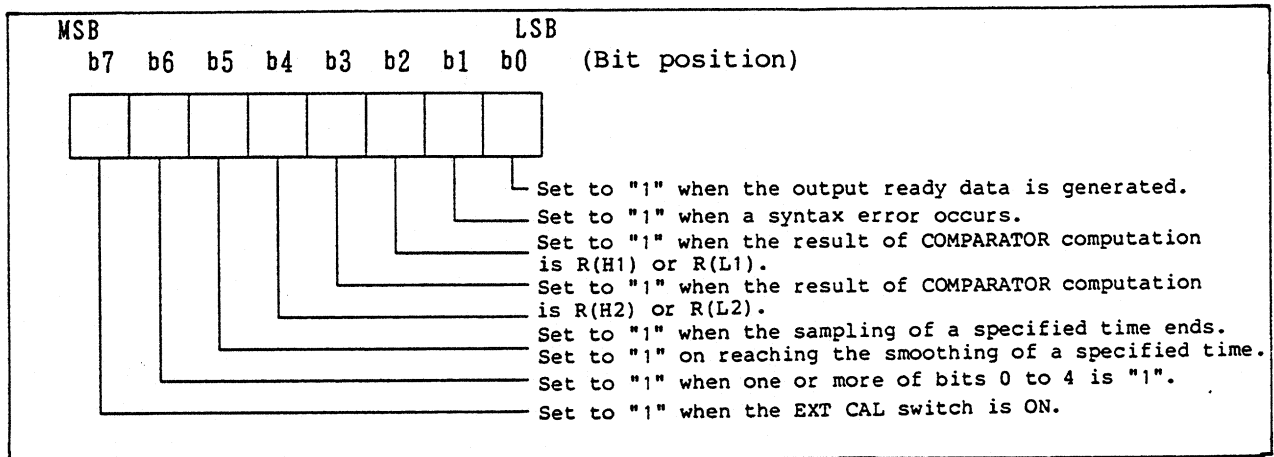 MSB LSB
b7 b6 b5 b4 b3 b2 b1 b0 (Bit position)
Set to "1" when the output ready data is generated.
Set to "1" when a syntax error occurs.
Set to "1" when the result of COMPARATOR computation
is R(H1) or R(L1).
Set to "1" when the result of COMPARATOR computation
is R(H2) or R(L2).
Set to "1" when the sampling of a specified time ends.
Set to "1" on reaching the smoothing of a specified time.
Set to "1" when one or more of bits 0 to 4 is "1".
Set to "1" when the EXT CAL switch is ON.